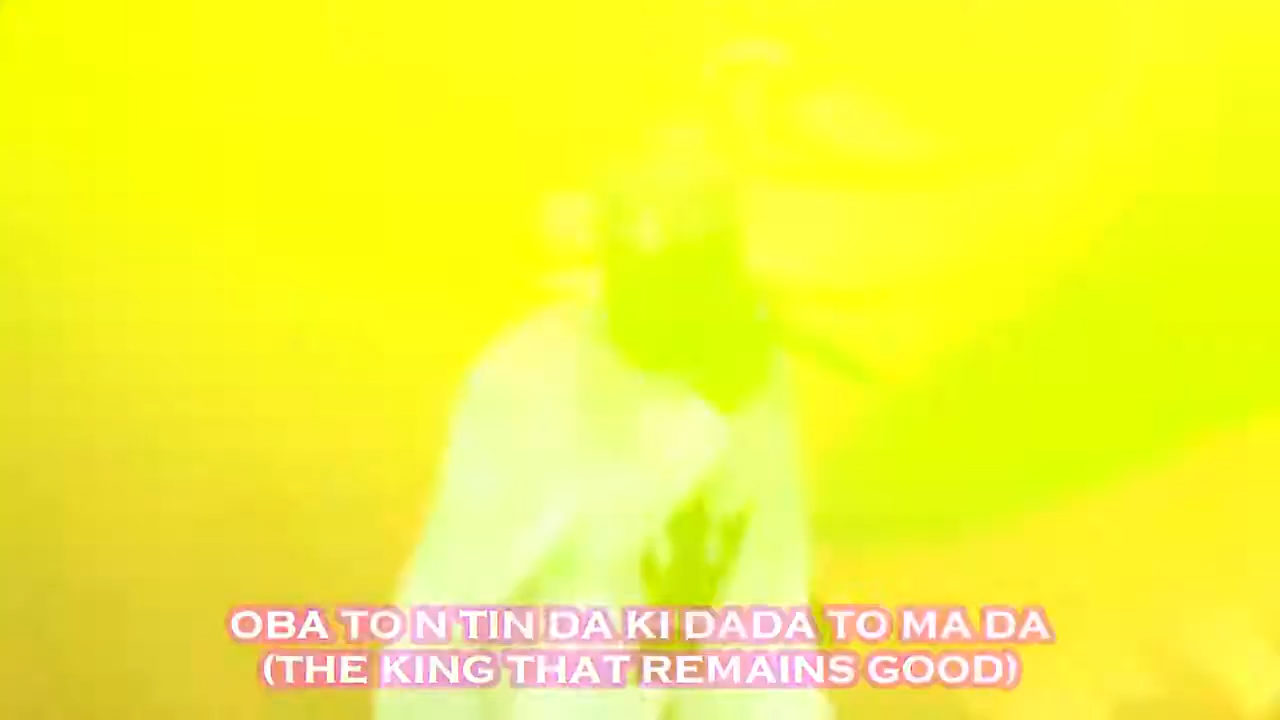 OBA TO N TIN DA KI DADA TO MA DA
(THE KING THAT REMAINS GOOD)